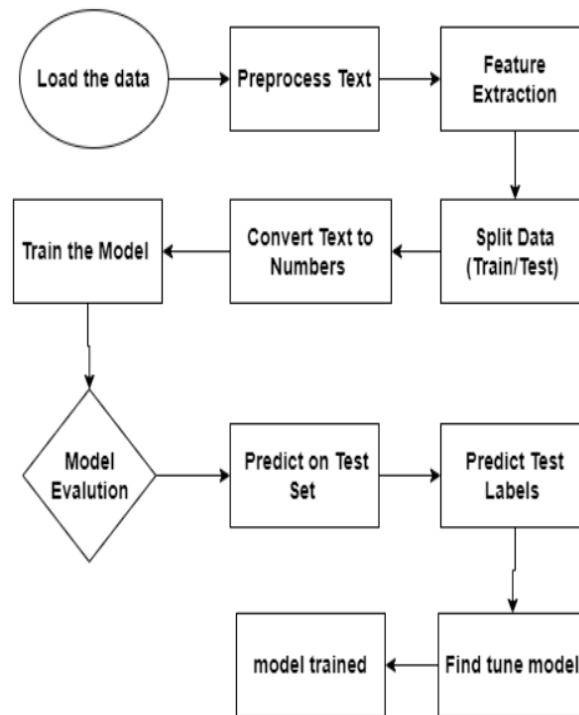 Load the data
Preprocess Text
Feature
Extraction
Split Data
(Train/Test)
Convert Text to
Numbers
Train the Model
Model
Evalution
Predict on Test
Set
Predict Test
Labels
Find tune model
model trained